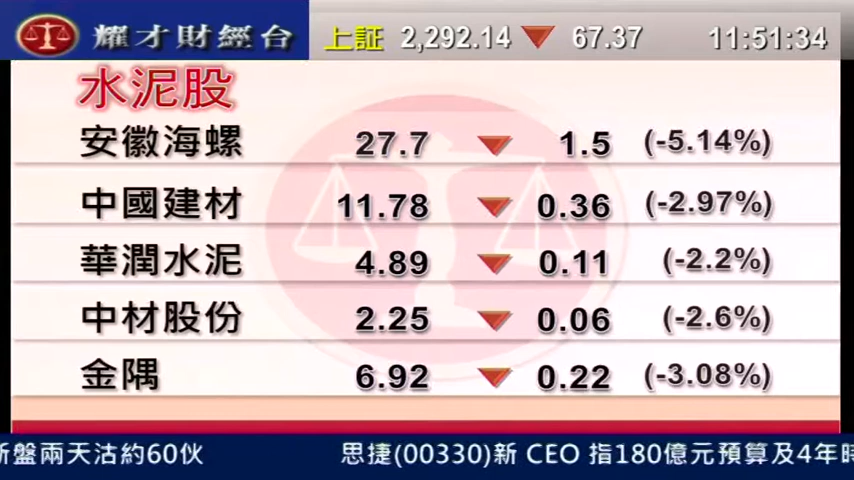 耀才財經台 上証 2,292.14 ▼ 67.37 11:51:34
水泥股
安徽海螺 27.7 ▼ 1.5 (-5.14%)
中國建材 11.78 ▼ 0.36 (-2.97%)
華潤水泥 4.89 ▼ 0.11 (-2.2%)
中材股份 2.25 ▼ 0.06 (-2.6%)
金隅 6.92 ▼ 0.22 (-3.08%)
新盤兩天沽約60伙 思捷(00330)新 CEO 指180億元預算及4年時